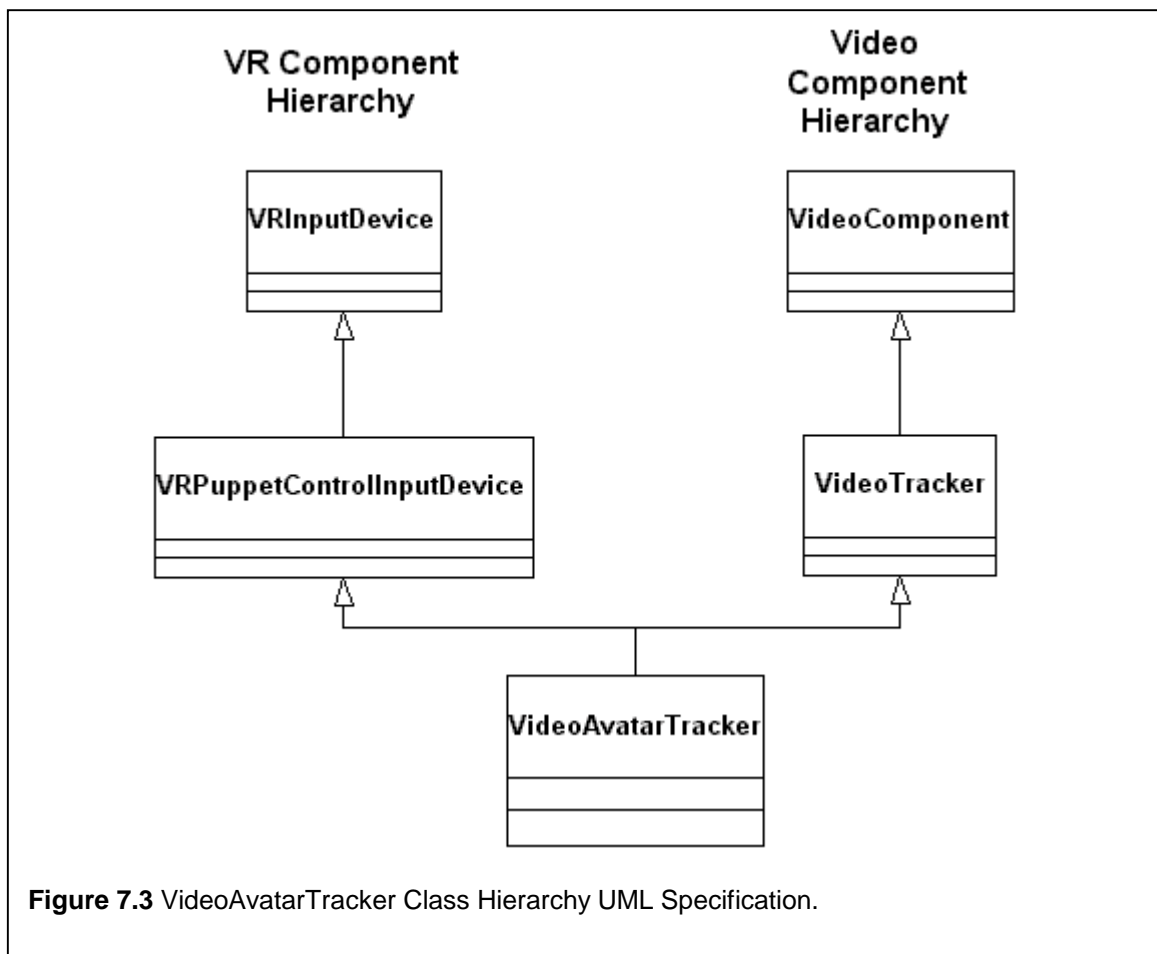 VR Component
Hierarchy
Video
Component
Hierarchy
VRInputDevice
VideoComponent
VRPuppetControlInputDevice
VideoTracker
VideoAvatarTracker
Figure 7.3 VideoAvatarTracker Class Hierarchy UML Specification.